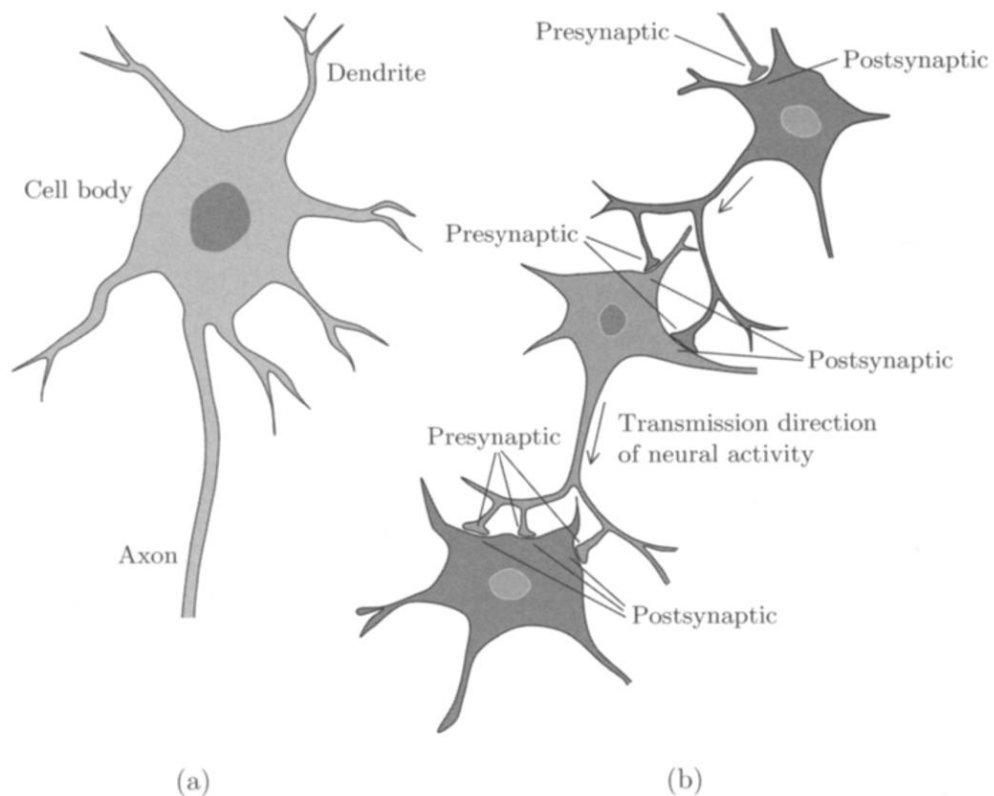 Dendrite
Cell body
Axon
(a)
Presynaptic
Postsynaptic
Presynaptic
Postsynaptic
Transmission direction
of neural activity
Presynaptic
Postsynaptic
(b)